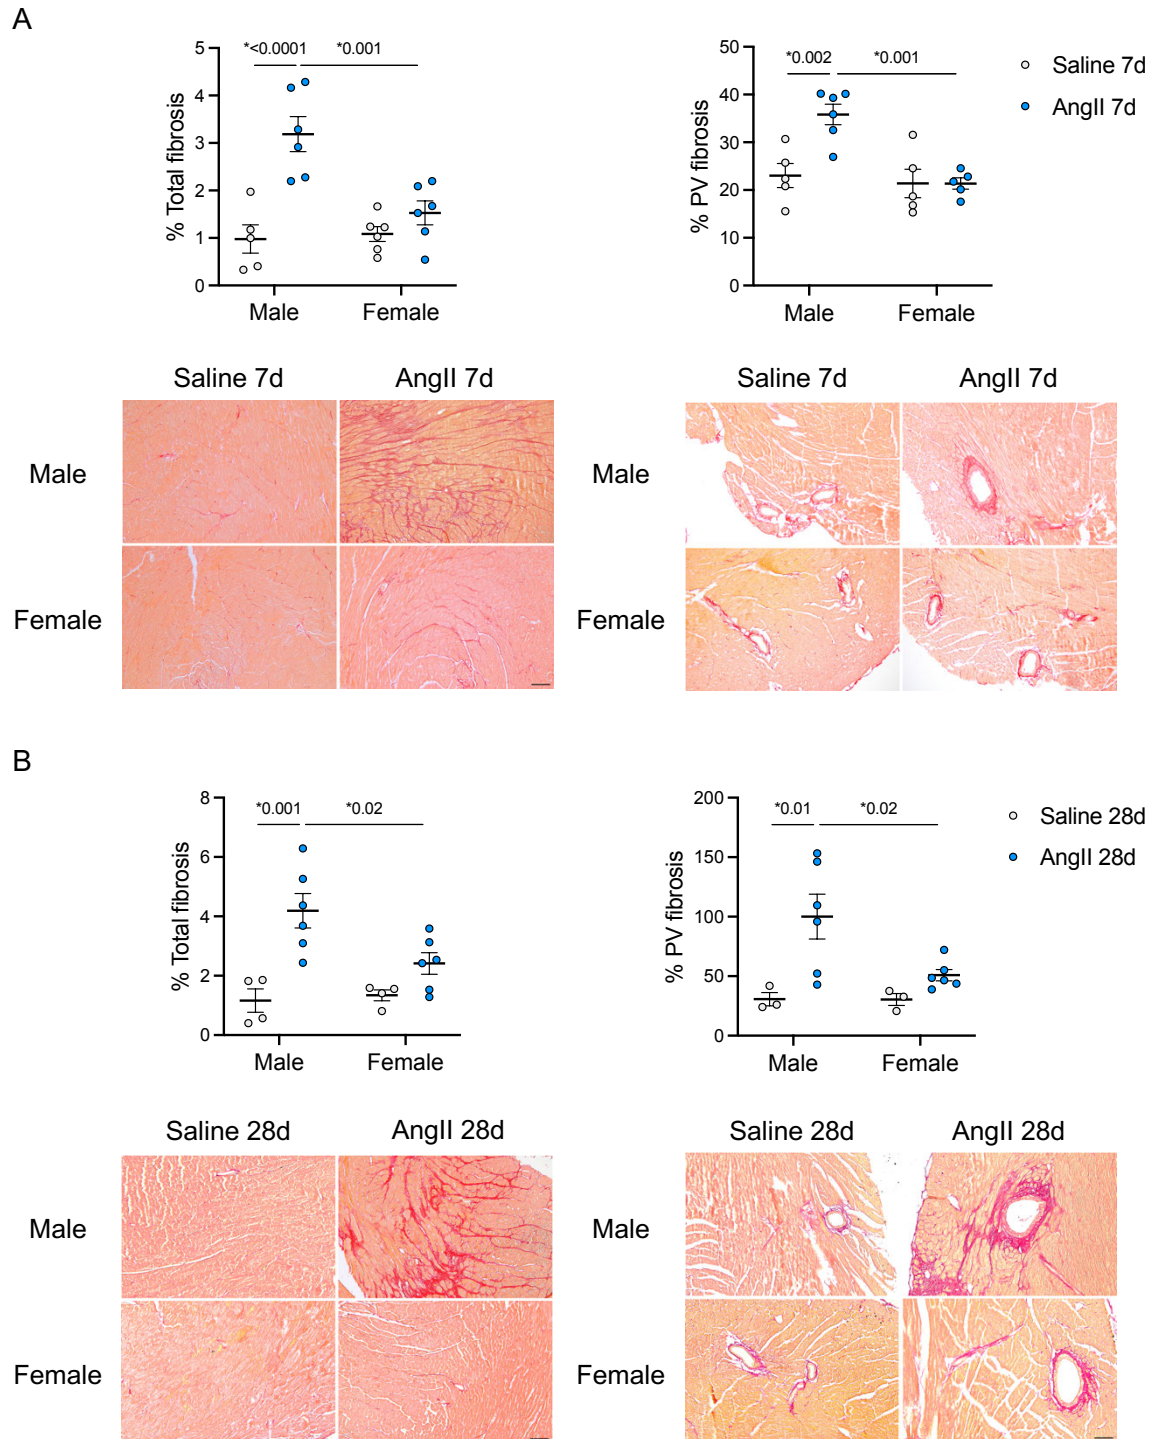 A
*<0.0001 *0.001
5
4
3
2
1
0
% Total fibrosis
Male Female
*0.002 *0.001
50
40
30
20
10
0
% PV fibrosis
Male Female
Saline 7d
AngII 7d
Saline 7d AngII 7d
Male
Female
Saline 7d AngII 7d
Male
Female
B
*0.001 *0.02
8
6
4
2
0
% Total fibrosis
Male Female
*0.01 *0.02
200
150
100
50
0
% PV fibrosis
Male Female
Saline 28d
AngII 28d
Saline 28d AngII 28d
Male
Female
Saline 28d AngII 28d
Male
Female